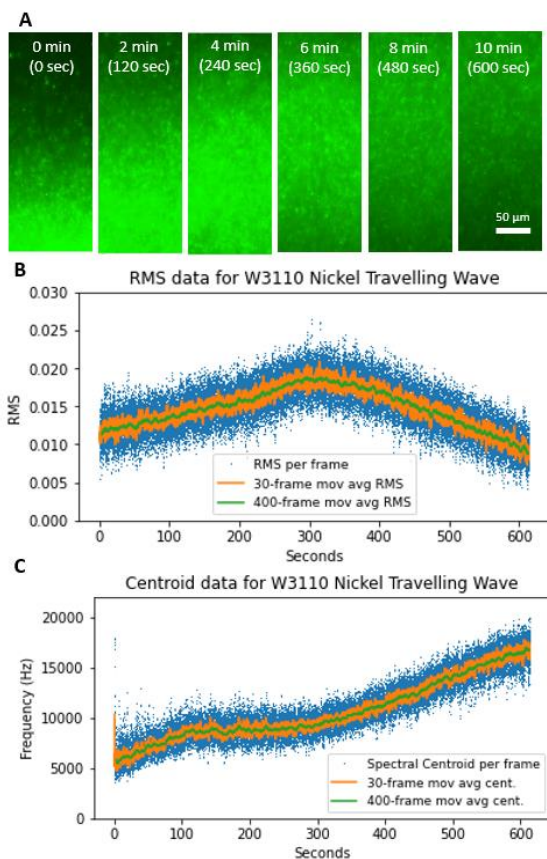 A
0 min
(0 sec)
2 min
(120 sec)
4 min
(240 sec)
6 min
(360 sec)
8 min
(480 sec)
10 min
(600 sec)
50 µm
B
RMS data for W3110 Nickel Travelling Wave
0.030
0.025
0.020
0.015
0.010
0.005
0.000
RMS
RMS per frame
30-frame mov avg RMS
400-frame mov avg RMS
0 100 200 300 400 500 600
Seconds
C
Centroid data for W3110 Nickel Travelling Wave
20000
15000
10000
5000
0
Frequency (Hz)
Spectral Centroid per frame
30-frame mov avg cent.
400-frame mov avg cent.
0 100 200 300 400 500 600
Seconds